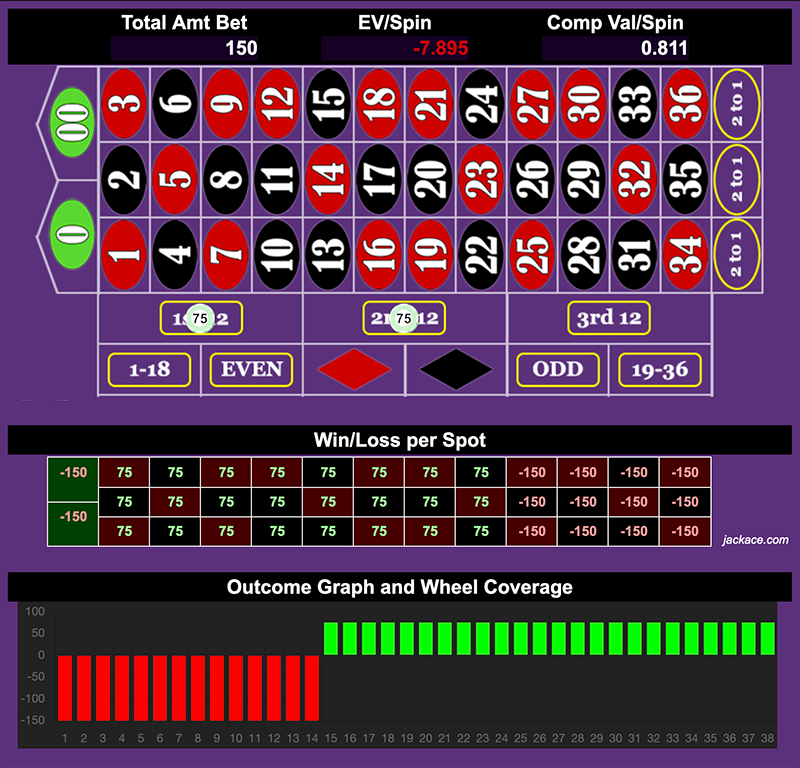 Total Amt Bet EV/Spin Comp Val/Spin
150 -7.895 0.811
00 3 6 9 12 15 18 21 24 27 30 33 36 2 to 1
2 5 8 11 14 17 20 23 26 29 32 35 2 to 1
0 1 4 7 10 13 16 19 22 25 28 31 34 2 to 1
75 12 75 12 3rd 12
1-18 EVEN ODD 19-36
Win/Loss per Spot
-150 75 75 75 75 75 75 75 75 -150 -150 -150 -150
75 75 75 75 75 75 75 75 -150 -150 -150 -150
-150 75 75 75 75 75 75 75 75 -150 -150 -150 -150
jackace.com
Outcome Graph and Wheel Coverage
100
50
0
-50
-100
-150
1 2 3 4 5 6 7 8 9 10 11 12 13 14 15 16 17 18 19 20 21 22 23 24 25 26 27 28 29 30 31 32 33 34 35 36 37 38